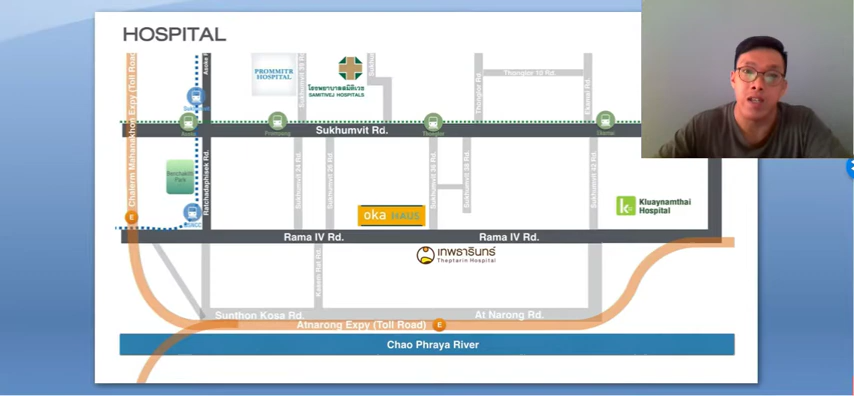 HOSPITAL
Chalerm Mahanakhon Expy (Toll Road)
PROMMITR
HOSPITAL
โรงพยาบาลสมิติเวช
SAMITIVEJ HOSPITALS
Thonglor 10 Rd.
Thonglor Rd.
Ekamai Rd.
Asoke
Prompong
Sukhumvit Rd.
Thonglor
Ekamai
Benchakitti
Park
Ratchadaphisek Rd.
Sukhumvit 24 Rd.
Sukhumvit 26 Rd.
Sukhumvit 36 Rd.
Sukhumvit 38 Rd.
Sukhumvit 42 Rd.
QSNCC
oka HAUS
Kluaynamthai
Hospital
E
Rama IV Rd.
Rama IV Rd.
เทพธารินทร์
Theptarin Hospital
Sunthon Kosa Rd.
At Narong Rd.
Atnarong Expy (Toll Road)
E
Chao Phraya River